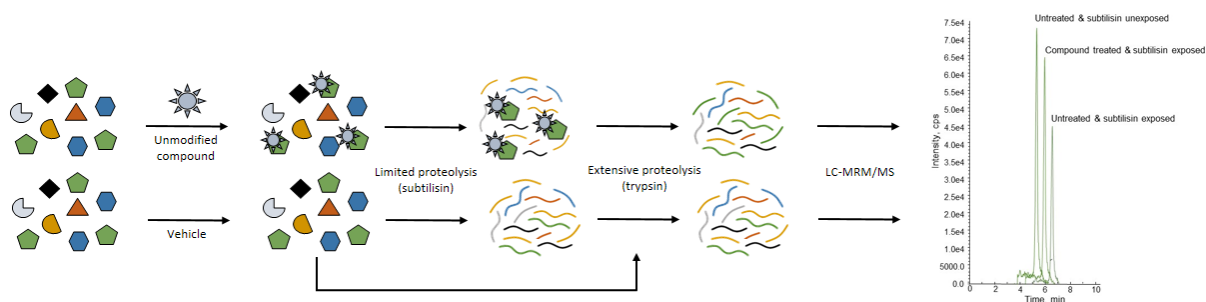 Unmodified
compound
Vehicle
Limited proteolysis
(subtilisin)
Extensive proteolysis
(trypsin)
LC-MRM/MS
Untreated & subtilisin unexposed
Compound treated & subtilisin exposed
Untreated & subtilisin exposed
Intensity, cps
7.5e4
7.0e4
6.5e4
6.0e4
5.5e4
5.0e4
4.5e4
4.0e4
3.5e4
3.0e4
2.5e4
2.0e4
1.5e4
1.0e4
5000.0
0.0
0 2 4 6 8 10
Time, min